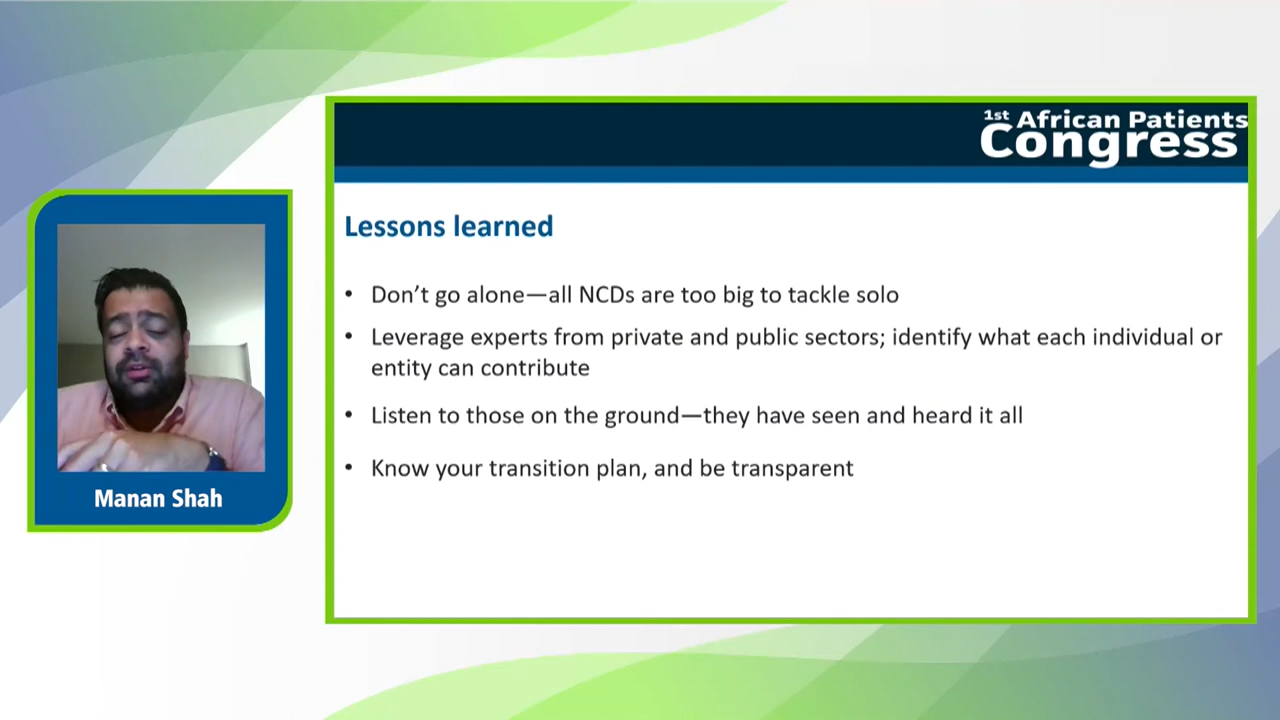 1st African Patients
Congress
Lessons learned
• Don’t go alone—all NCDs are too big to tackle solo
• Leverage experts from private and public sectors; identify what each individual or
entity can contribute
• Listen to those on the ground—they have seen and heard it all
• Know your transition plan, and be transparent
Manan Shah